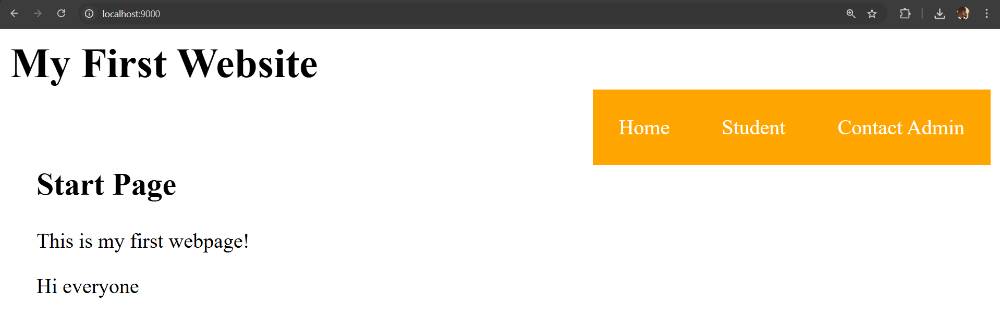 localhost:9000
My First Website
Home Student Contact Admin
Start Page
This is my first webpage!
Hi everyone